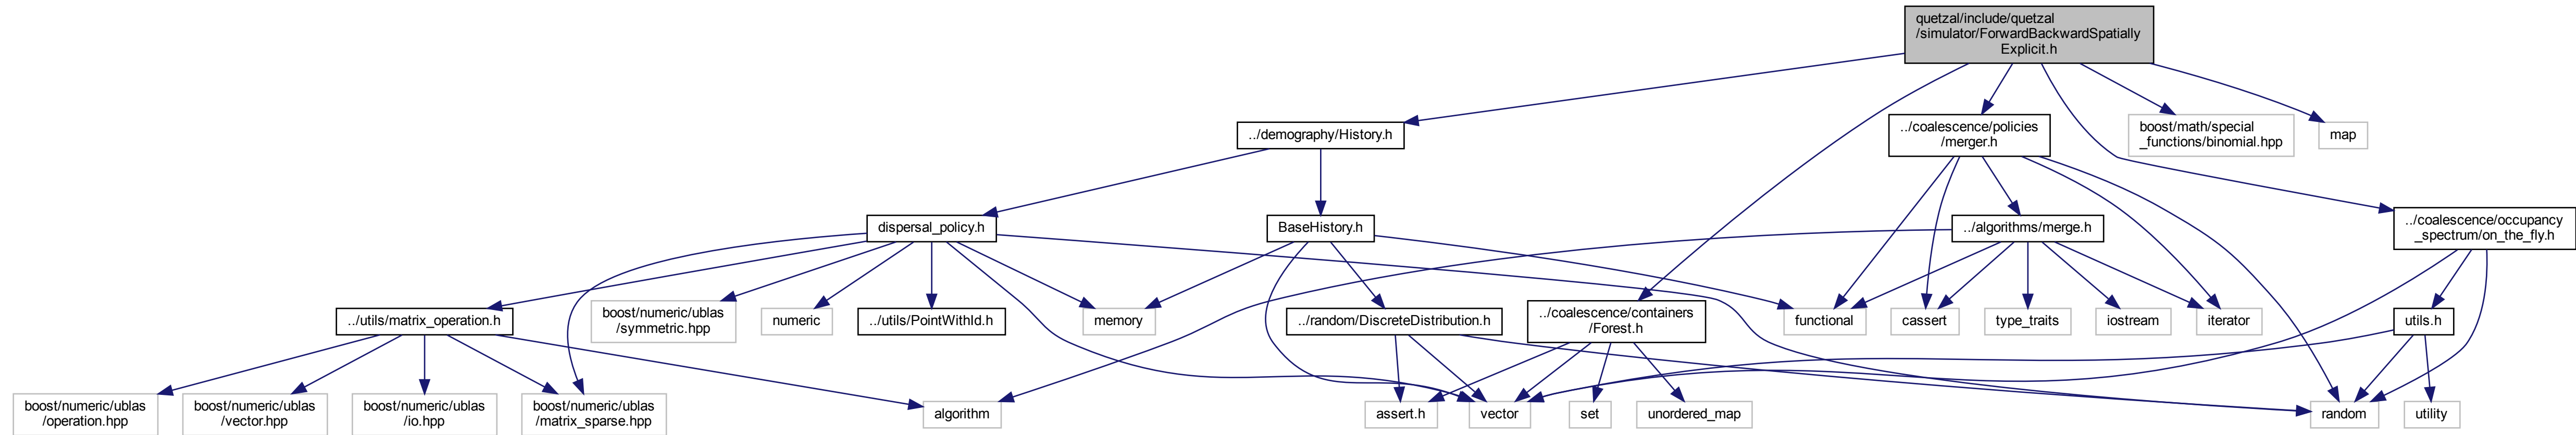 quetzal/include/quetzal
/simulator/ForwardBackwardSpatially
Explicit.h
../demography/History.h
../coalescence/policies
/merger.h
boost/math/special
_functions/binomial.hpp
map
dispersal_policy.h
BaseHistory.h
../algorithms/merge.h
../coalescence/occupancy
_spectrum/on_the_fly.h
../utils/matrix_operation.h
boost/numeric/ublas
/symmetric.hpp
numeric
../utils/PointWithId.h
memory
../random/DiscreteDistribution.h
../coalescence/containers
/Forest.h
functional
cassert
type_traits
iostream
iterator
utils.h
boost/numeric/ublas
/operation.hpp
boost/numeric/ublas
/vector.hpp
boost/numeric/ublas
/io.hpp
boost/numeric/ublas
/matrix_sparse.hpp
algorithm
assert.h
vector
set
unordered_map
random
utility